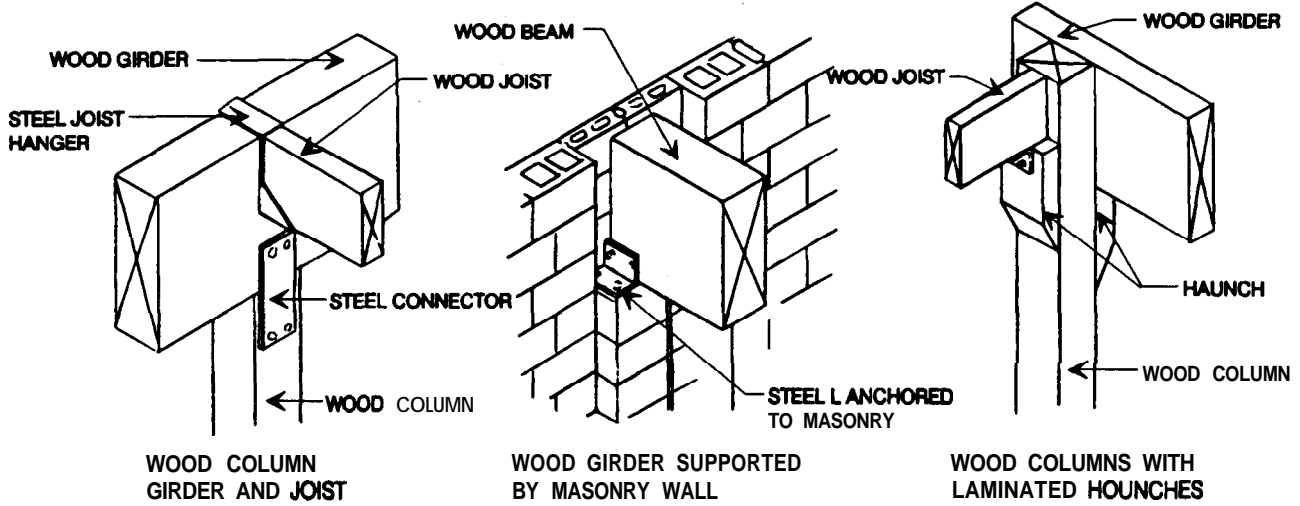 WOOD GIRDER
STEEL JOIST
HANGER
WOOD JOIST
STEEL CONNECTOR
WOOD COLUMN
WOOD COLUMN
GIRDER AND JOIST
WOOD BEAM
STEEL L ANCHORED
TO MASONRY
WOOD GIRDER SUPPORTED
BY MASONRY WALL
WOOD GIRDER
WOOD JOIST
HAUNCH
WOOD COLUMN
WOOD COLUMNS WITH
LAMINATED HOUNCHES